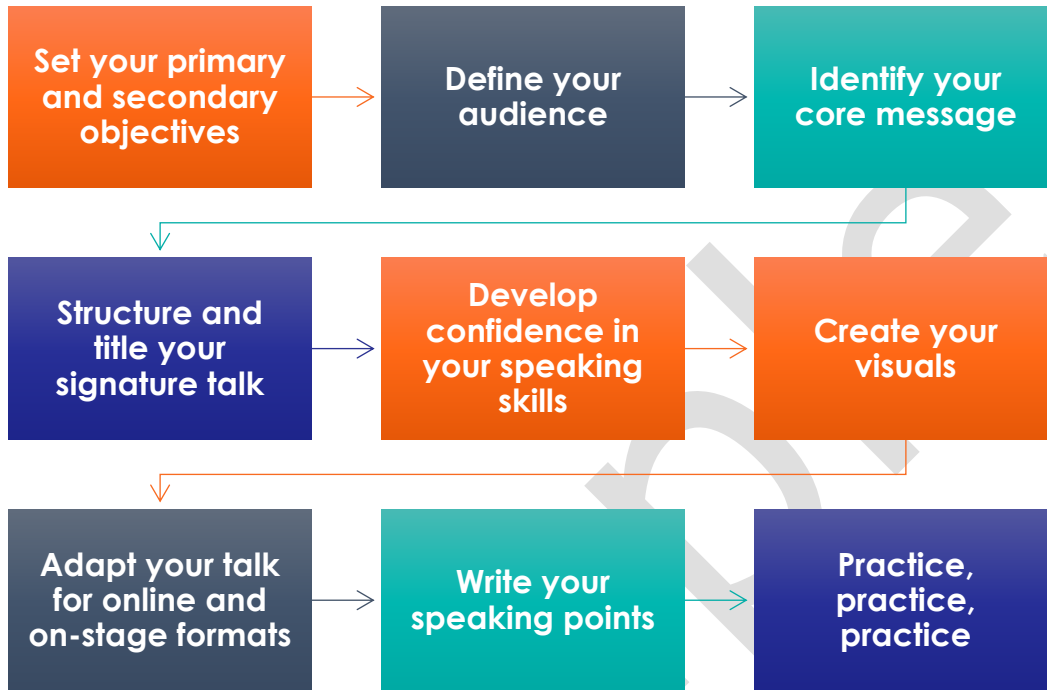 Set your primary
and secondary
objectives
Define your
audience
Identify your
core message
Structure and
title your
signature talk
Develop
confidence in
your speaking
skills
Create your
visuals
Adapt your talk
for online and
on-stage formats
Write your
speaking points
Practice,
practice,
practice